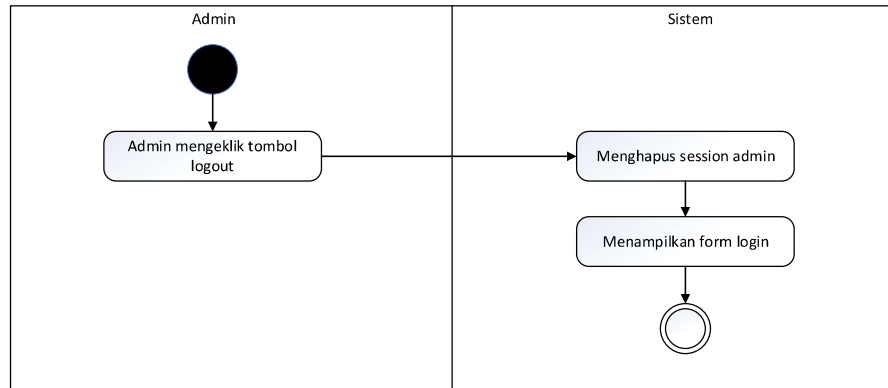 Admin
Sistem
Admin mengeklik tombol
logout
Menghapus session admin
Menampilkan form login